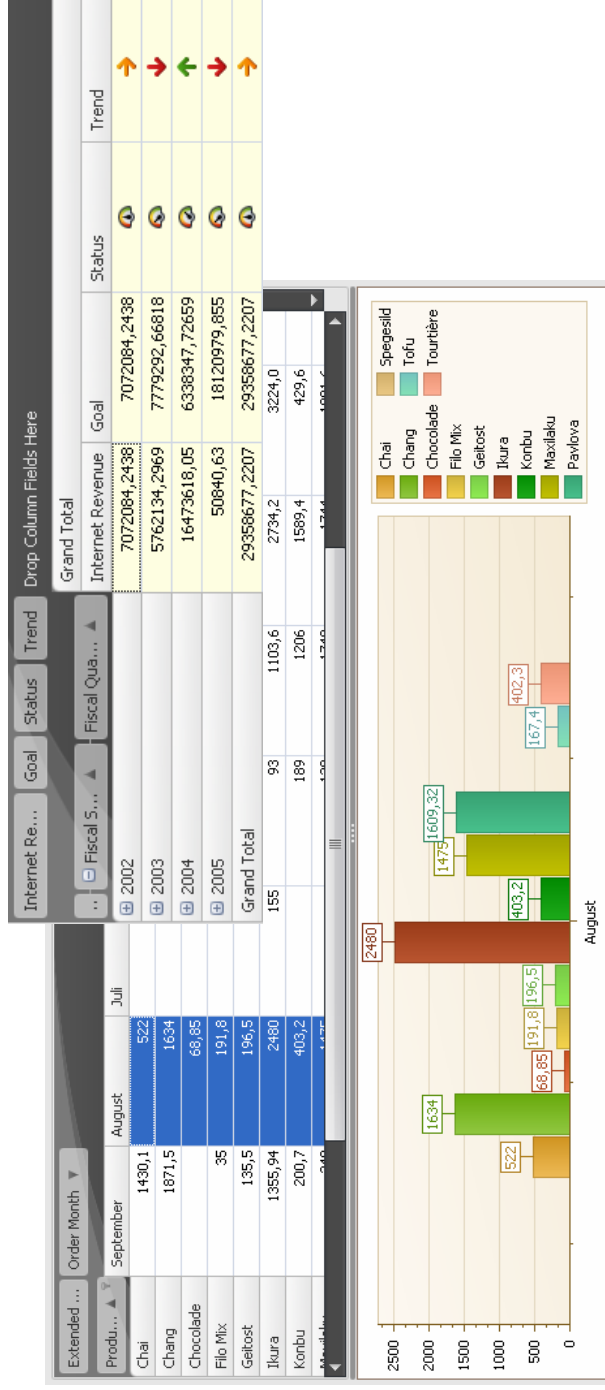 Internet Re... Goal Status Trend Drop Column Fields Here
.. Fiscal S... Fiscal Qua... Grand Total
Internet Revenue Goal Status Trend
2002 7072084,2438 7072084,2438
2003 5762134,2969 7779292,66818
2004 16473618,05 6338347,72659
2005 50840,63 18120979,855
Grand Total 29358677,2207 29358677,2207
Extended ... Order Month
Produ... September August Juli
Chai 1430,1 522
Chang 1871,5 1634
Chocolade 68,85
Filo Mix 35 191,8
Geitost 135,5 196,5
Ikura 1355,94 2480 155 93 1103,6 2734,2 3224,0
Konbu 200,7 403,2 189 1206 1589,4 429,6
2500
2000
1500
1000
500
0
522
1634
68,85
191,8
196,5
2480
403,2
1475
1609,32
167,4
402,3
August
Chai
Chang
Chocolade
Filo Mix
Geitost
Ikura
Konbu
Maxilaku
Pavlova
Spegesild
Tofu
Tourtière